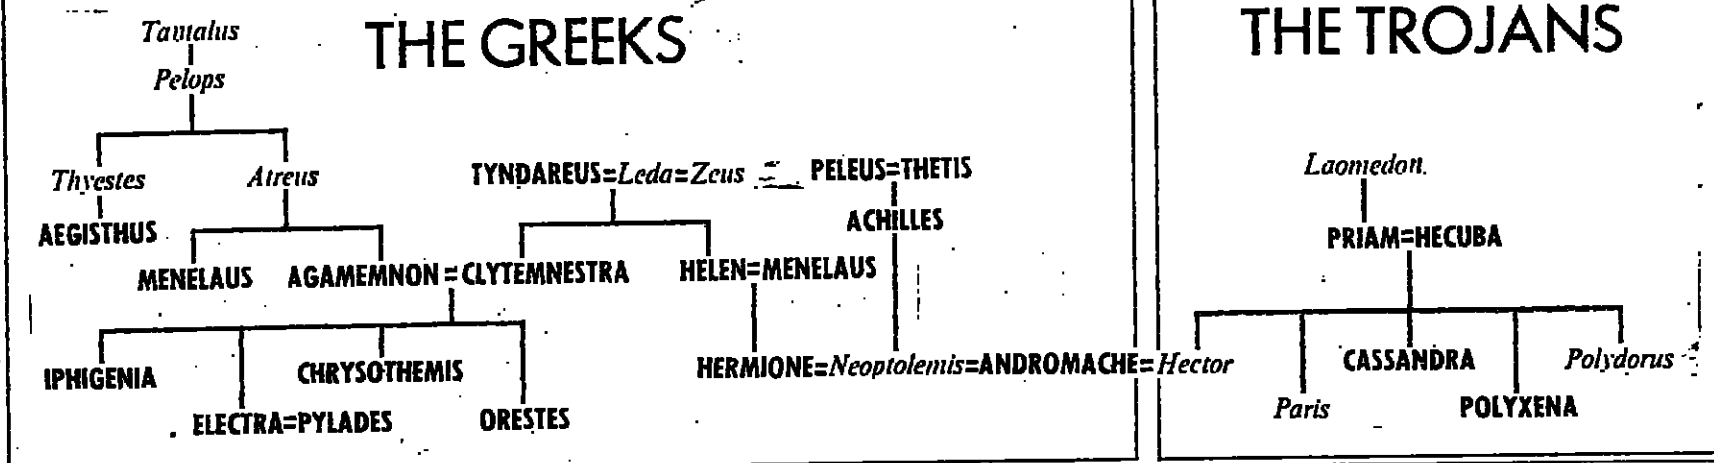 THE GREEKS
Tantalus
Pelops
Thyestes Atreus TYNDAREUS=Leda=Zeus PELEUS=THETIS
AEGISTHUS ACHILLES
MENELAUS AGAMEMNON=CLYTEMNESTRA HELEN=MENELAUS
IPHIGENIA CHRYSOTHEMIS HERMIONE=Neoptolemis=ANDROMACHE=Hector
ELECTRA=PYLADES ORESTES
THE TROJANS
Laomedon
PRIAM=HECUBA
CASSANDRA Polydorus
Paris POLYXENA